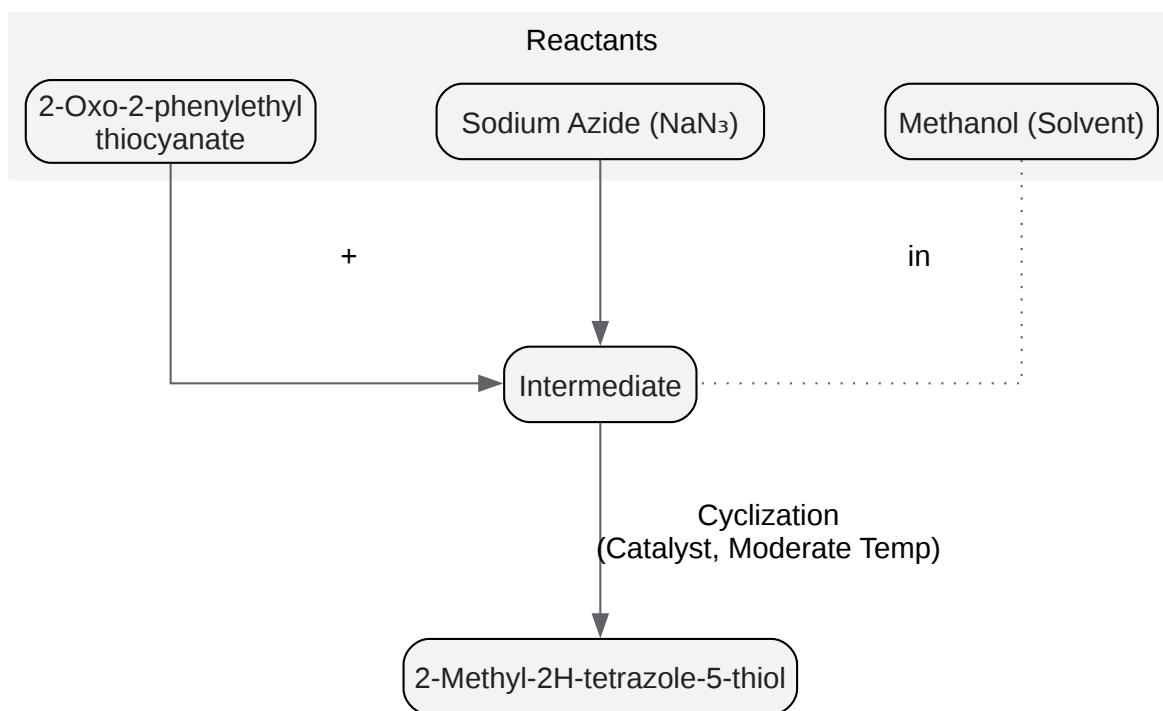 Reactants
2-Oxo-2-phenylethyl
thiocyanate
Sodium Azide (NaN₃)
Methanol (Solvent)
+
in
Intermediate
Cyclization
(Catalyst, Moderate Temp)
2-Methyl-2H-tetrazole-5-thiol